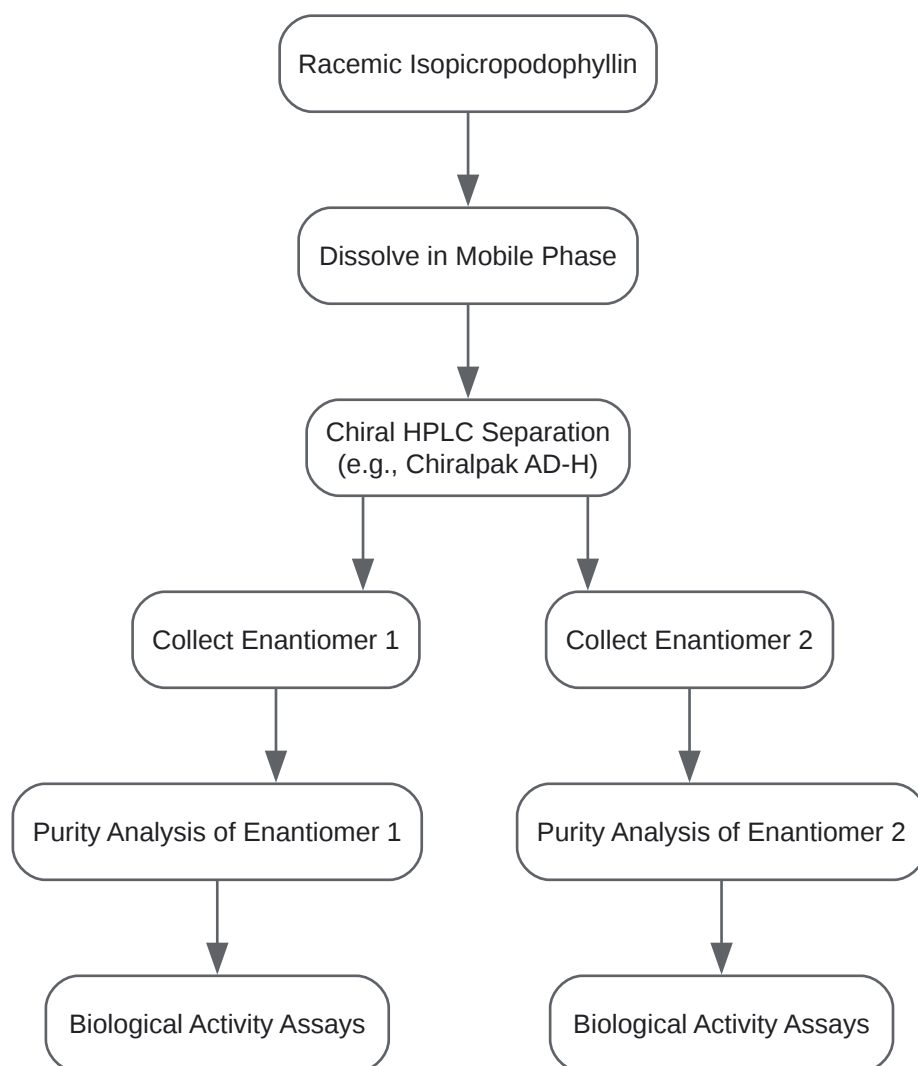 Racemic Isopicropodophyllin
Dissolve in Mobile Phase
Chiral HPLC Separation
(e.g., Chiralpak AD-H)
Collect Enantiomer 1
Collect Enantiomer 2
Purity Analysis of Enantiomer 1
Purity Analysis of Enantiomer 2
Biological Activity Assays
Biological Activity Assays